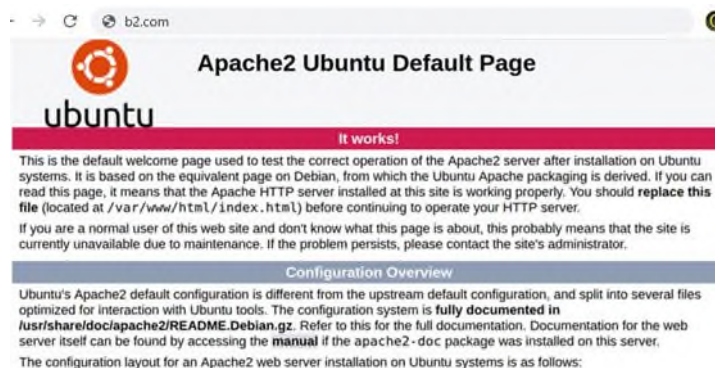 b2.com
Apache2 Ubuntu Default Page
ubuntu
It works!
This is the default welcome page used to test the correct operation of the Apache2 server after installation on Ubuntu
systems. It is based on the equivalent page on Debian, from which the Ubuntu Apache packaging is derived. If you can
read this page, it means that the Apache HTTP server installed at this site is working properly. You should replace this
file (located at /var/www/html/index.html) before continuing to operate your HTTP server.
If you are a normal user of this web site and don't know what this page is about, this probably means that the site is
currently unavailable due to maintenance. If the problem persists, please contact the site's administrator.
Configuration Overview
Ubuntu's Apache2 default configuration is different from the upstream default configuration, and split into several files
optimized for interaction with Ubuntu tools. The configuration system is fully documented in
/usr/share/doc/apache2/README.Debian.gz. Refer to this for the full documentation. Documentation for the web
server itself can be found by accessing the manual if the apache2-doc package was installed on this server.
The configuration layout for an Apache2 web server installation on Ubuntu systems is as follows: